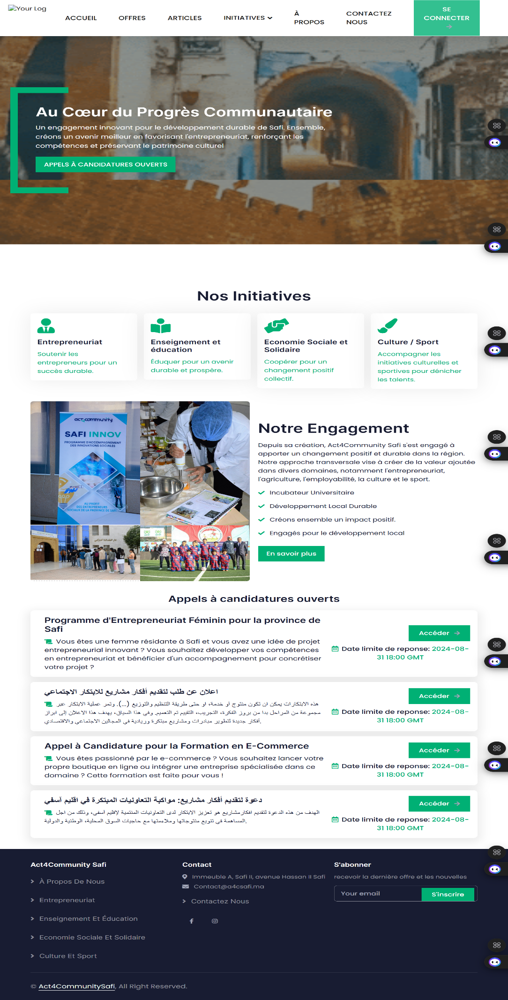 Your Log
ACCUEIL
OFFRES
ARTICLES
INITIATIVES
À
PROPOS
CONTACTEZ
NOUS
SE
CONNECTER
Au Cœur du Progrès Communautaire
Un engagement innovant pour le développement durable de Safi. Ensemble,
créons un avenir meilleur en favorisant l'entrepreneuriat, renforçant les
compétences et préservant le patrimoine culturel
APPELS À CANDIDATURES OUVERTS
Nos Initiatives
Entrepreneuriat
Soutenir les
entrepreneurs pour un
succès durable.
Enseignement et
éducation
Éduquer pour un avenir
durable et prospère.
Economie Sociale et
Solidaire
Coopérer pour un
changement positif
collectif.
Culture / Sport
Accompagner les
initiatives culturelles et
sportives pour dénicher
les talents.
act4community
SAFI INNOV
PROGRAMME D'ACCOMPAGNEMENT
DES INNOVATIONS SOCIALES
AU PROFIT
DES ENTREPRENEURS
SOCIAUX DE LA PROVINCE DE SAFI
Notre Engagement
Depuis sa création, Act4Community Safi s'est engagé à
apporter un changement positif et durable dans la région.
Notre approche transversale vise à créer de la valeur ajoutée
dans divers domaines, notamment l'entrepreneuriat,
l'agriculture, l'employabilité, la culture et le sport.
Incubateur Universitaire
Développement Local Durable
Créons ensemble un impact positif.
Engagés pour le développement local
En savoir plus
Appels à candidatures ouverts
Programme d'Entrepreneuriat Féminin pour la province de
Safi
Vous êtes une femme résidante à Safi et vous avez une idée de projet
entrepreneurial innovant ? Vous souhaitez développer vos compétences
en entrepreneuriat et bénéficier d'un accompagnement pour concrétiser
votre projet ?
Accéder
Date limite de reponse: 2024-08-
31 18:00 GMT
اعلان عن طلب لتقديم أفكار مشاريع للابتكار الاجتماعي
هذه الابتكارات يمكن ان تكون منتوج أو خدمة، او حتى طريقة التنظيم والتوزيع (...). وتمر عملية الابتكار عبر
مجموعة من المراحل بدا من بروز الفكرة، التجريب، التقييم تم التعميم. وفي هذا السياق، يهدف هذا الاعلان إلى ابراز
أفكار جديدة لتطوير مبادرات ومشاريع مبتكرة وريادية في المجالين الاجتماعي والاقتصادي.
Accéder
Date limite de reponse: 2024-08-
31 18:00 GMT
Appel à Candidature pour la Formation en E-Commerce
Vous êtes passionné par le e-commerce ? Vous souhaitez lancer votre
propre boutique en ligne ou intégrer une entreprise spécialisée dans ce
domaine ? Cette formation est faite pour vous !
Accéder
Date limite de reponse: 2024-08-
31 18:00 GMT
دعوة لتقديم أفكار مشاريع: مواكبة التعاونيات المبتكرة في اقليم آسفي
الهدف من هذه الدعوة لتقديم افكارمشاريع هو تعزيز الابتكار لدى التعاونيات المنتمية لإقليم أسفي، وذلك من اجل
المساهمة في تنويع منتوجاتها وملاءمتها مع حاجيات السوق المحلية، الوطنية والدولية.
Accéder
Date limite de reponse: 2024-08-
31 18:00 GMT
Act4Community Safi
À Propos De Nous
Entrepreneuriat
Enseignement Et Éducation
Economie Sociale Et Solidaire
Culture Et Sport
Contact
Immeuble A, Safi II, avenue Hassan II Safi
Contact@a4csafi.ma
Contactez Nous
S'abonner
recevoir la dernière offre et les nouvelles
Your email
S'inscrire
© Act4CommunitySafi, All Right Reserved.